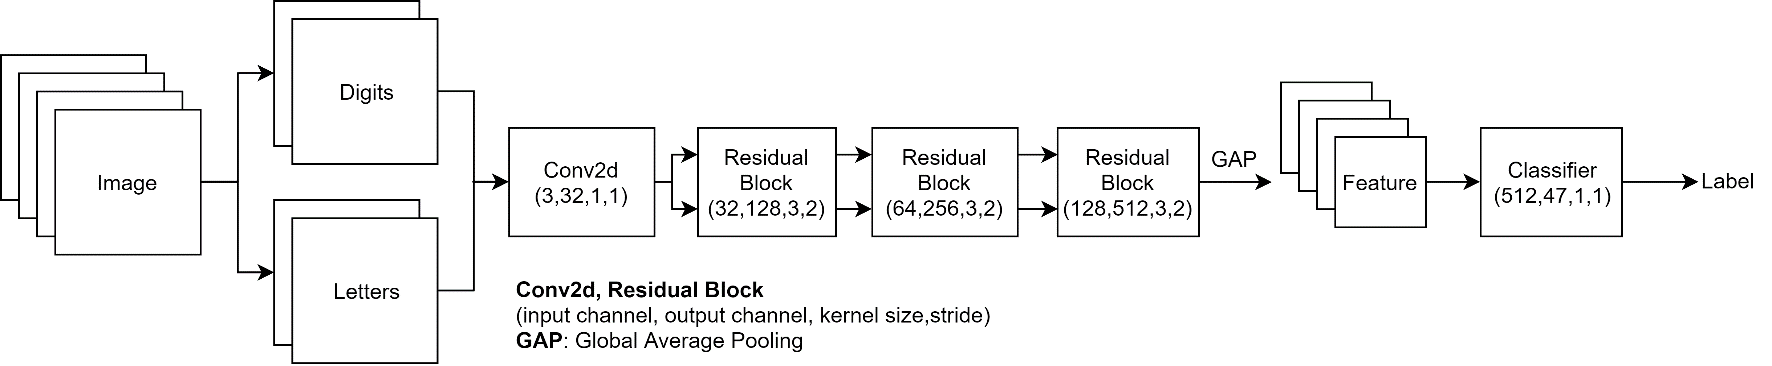 Image
Digits
Letters
Conv2d
(3,32,1,1)
Residual
Block
(32,128,3,2)
Residual
Block
(64,256,3,2)
Residual
Block
(128,512,3,2)
GAP
Feature
Classifier
(512,47,1,1)
Label
Conv2d, Residual Block
(input channel, output channel, kernel size,stride)
GAP: Global Average Pooling